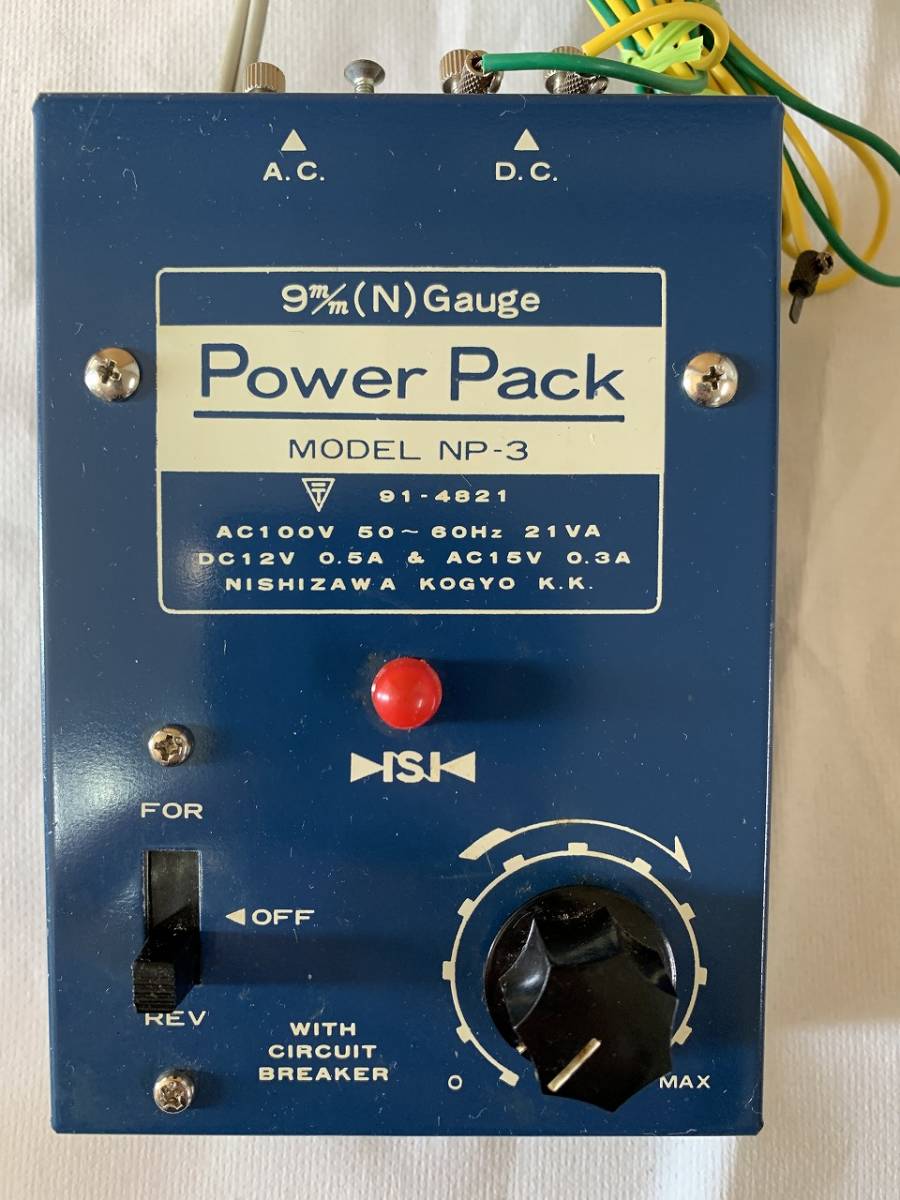 A.C. D.C.
9m/m (N) Gauge
Power Pack
MODEL NP-3
91-4821
AC100V 50~60Hz 21VA
DC12V 0.5A & AC15V 0.3A
NISHIZAWA KOGYO K.K.
FOR
OFF
REV
WITH
CIRCUIT
BREAKER
0 MAX